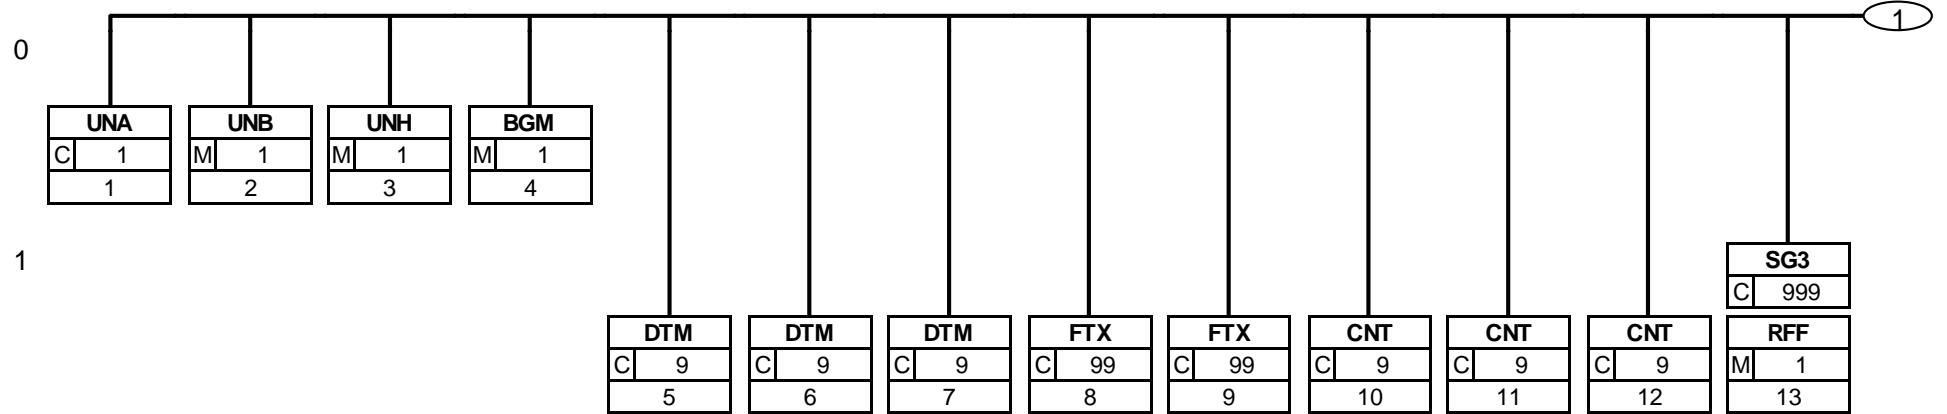 1
0
UNA UNB UNH BGM
C 1 M 1 M 1 M 1
1 2 3 4
1
SG3
C 999
DTM DTM DTM FTX FTX CNT CNT CNT RFF
C 9 C 9 C 9 C 99 C 99 C 9 C 9 C 9 M 1
5 6 7 8 9 10 11 12 13